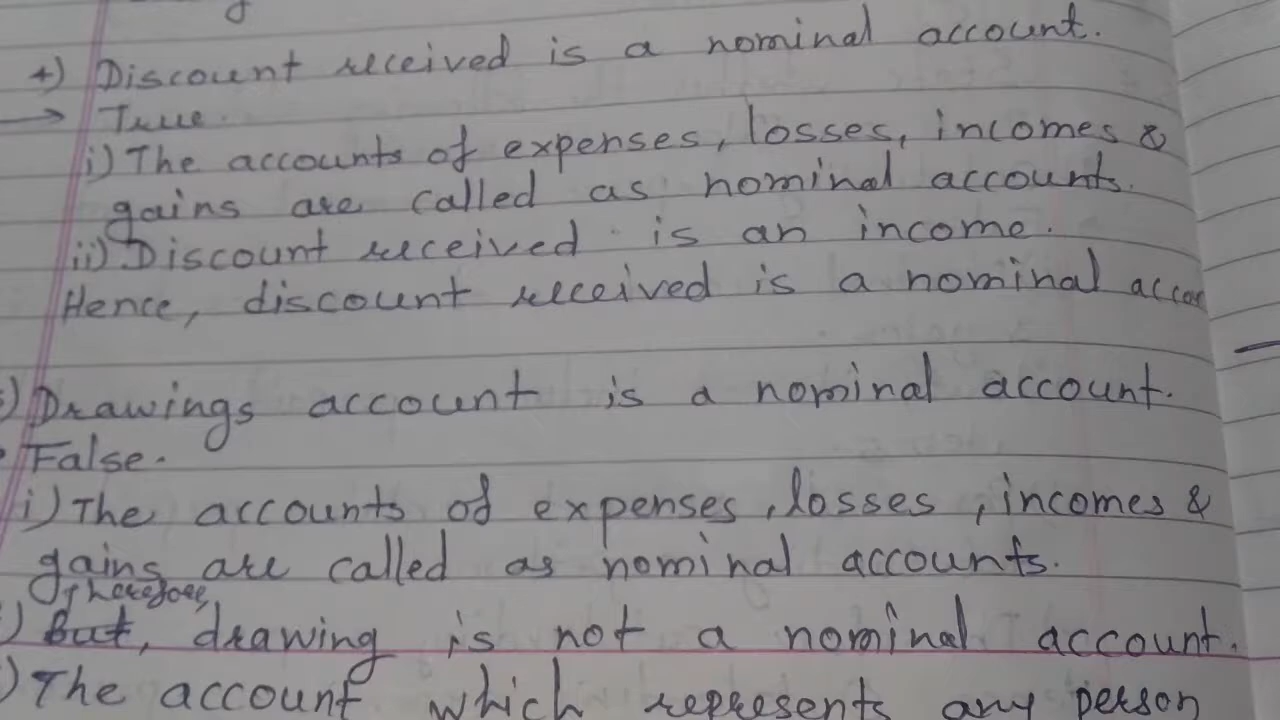 4) Discount received is a nominal account.
→ True.
i) The accounts of expenses, losses, incomes &
gains are called as nominal accounts.
ii) Discount received is an income.
Hence, discount received is a nominal
) Drawings account is a nominal account.
False.
i) The accounts of expenses, losses, incomes &
gains are called as nominal accounts.
Therefore,
) But, drawing is not a nominal account.
) The account which represents any person